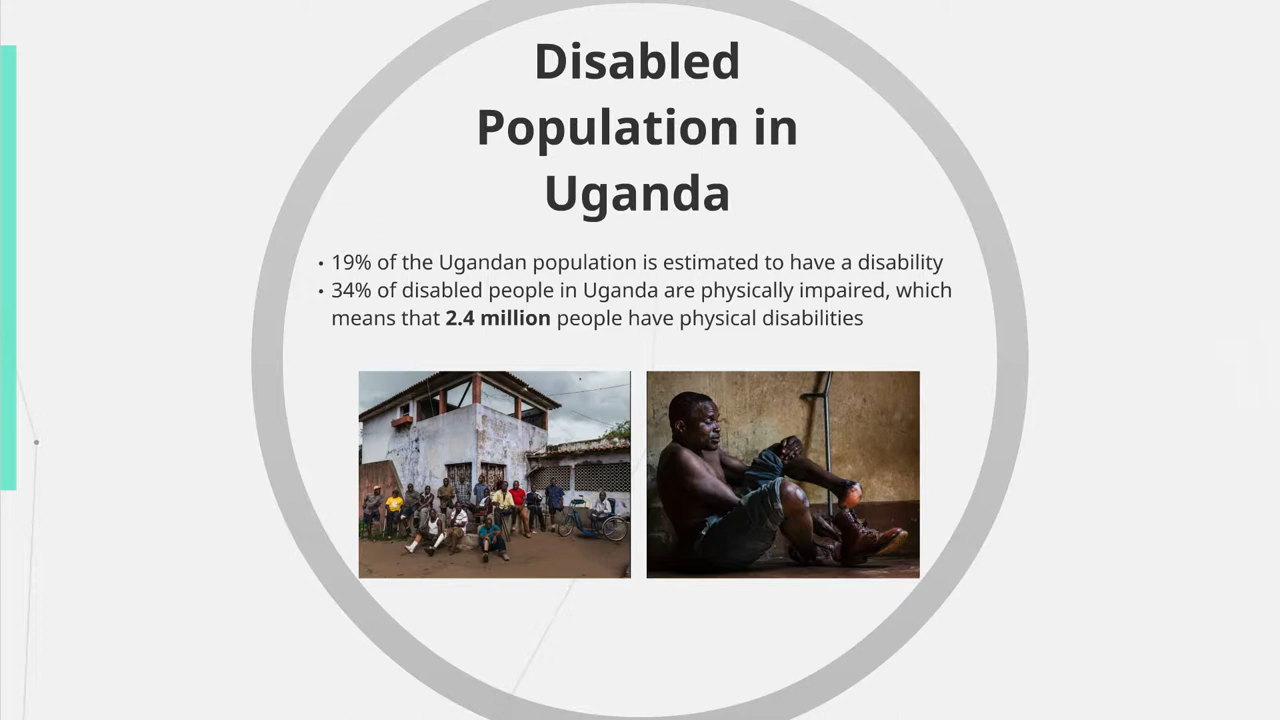 Disabled
Population in
Uganda
• 19% of the Ugandan population is estimated to have a disability
• 34% of disabled people in Uganda are physically impaired, which
means that 2.4 million people have physical disabilities